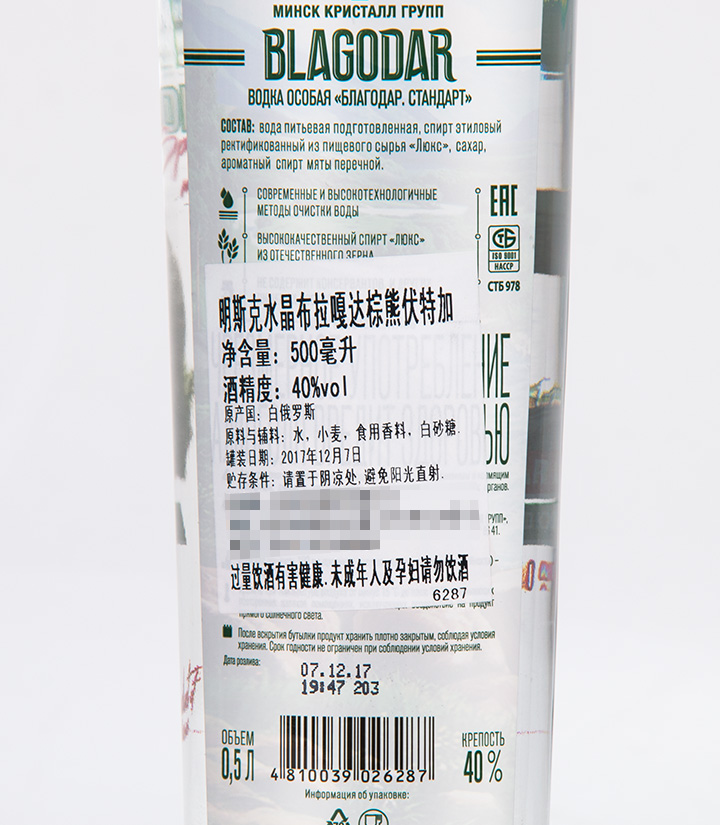 МИНСК КРИСТАЛЛ ГРУПП
BLAGODAR
ВОДКА ОСОБАЯ «БЛАГОДАР. СТАНДАРТ»
СОСТАВ: вода питьевая подготовленная, спирт этиловый
ректификованный из пищевого сырья «Люкс», сахар,
ароматный спирт мяты перечной.
СОВРЕМЕННЫЕ И ВЫСОКОТЕХНОЛОГИЧНЫЕ
МЕТОДЫ ОЧИСТКИ ВОДЫ
ВЫСОКОКАЧЕСТВЕННЫЙ СПИРТ «ЛЮКС»
ИЗ ОТЕЧЕСТВЕННОГО ЗЕРНА
EAC
СТБ
ISO 9001
HACCP
СТБ 978
明斯克水晶布拉嘎达棕熊伏特加
净含量: 500毫升
酒精度: 40%vol
原产国: 白俄罗斯
原料与辅料: 水, 小麦, 食用香料, 白砂糖.
罐装日期: 2017年12月7日
贮存条件: 请置于阴凉处,避免阳光直射.
过量饮酒有害健康.未成年人及孕妇请勿饮酒
6287
прямого солнечного света.
После вскрытия бутылки продукт хранить плотно закрытым, соблюдая условия
хранения. Срок годности не ограничен при соблюдении условий хранения.
Дата розлива:
07.12.17
19:47 203
ОБЪЕМ
0,5 Л
4 810039 026287
КРЕПОСТЬ
40 %
Информация об упаковке: